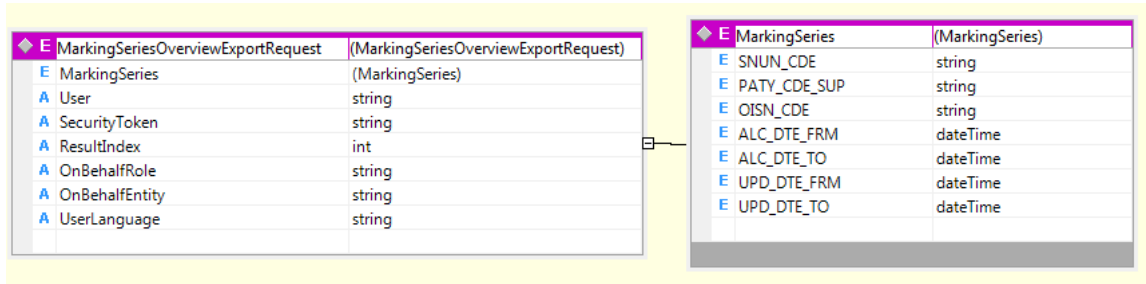 E MarkingSeriesOverviewExportRequest (MarkingSeriesOverviewExportRequest)
E MarkingSeries (MarkingSeries)
A User string
A SecurityToken string
A ResultIndex int
A OnBehalfRole string
A OnBehalfEntity string
A UserLanguage string
E MarkingSeries (MarkingSeries)
E SNUN_CDE string
E PATY_CDE_SUP string
E OISN_CDE string
E ALC_DTE_FRM dateTime
E ALC_DTE_TO dateTime
E UPD_DTE_FRM dateTime
E UPD_DTE_TO dateTime